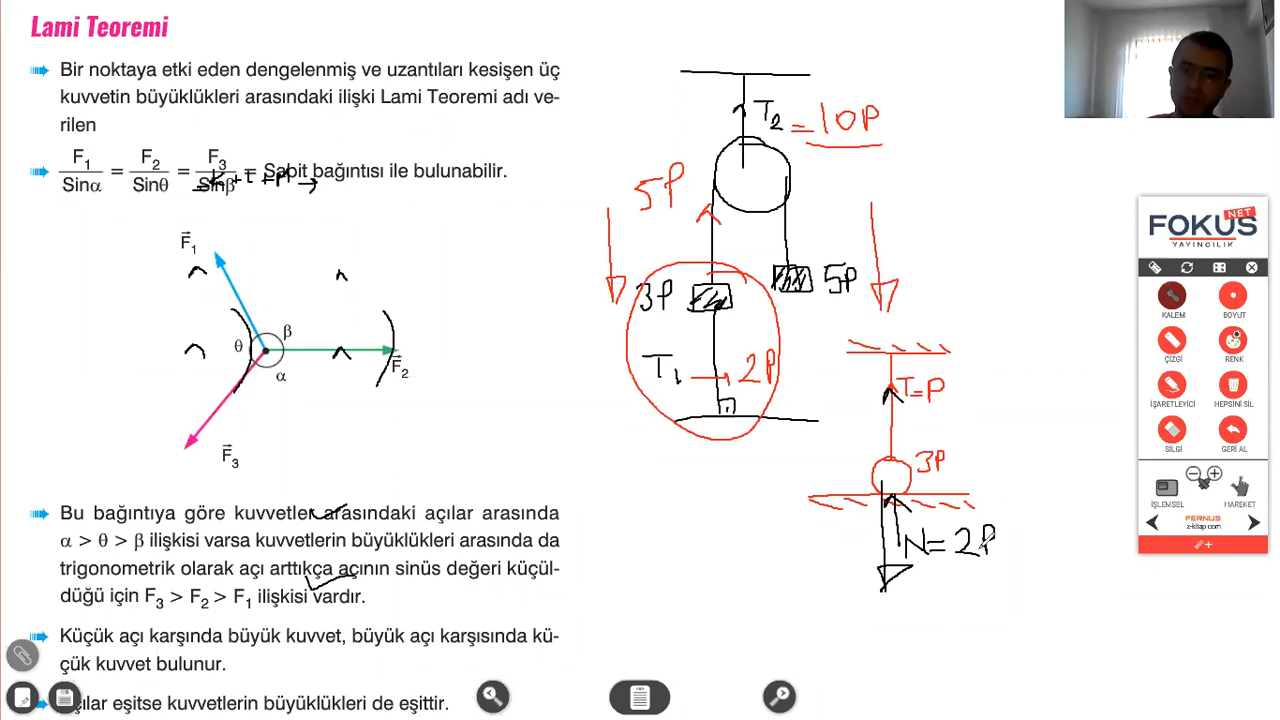 Lami Teoremi
Bir noktaya etki eden dengelenmiş ve uzantıları kesişen üç
kuvvetin büyüklükleri arasındaki ilişki Lami Teoremi adı ve-
rilen
F1/Sinα = F2/Sinθ = F3/Sinβ = Sabit bağıntısı ile bulunabilir.
F1
β
θ
F2
α
F3
Bu bağıntıya göre kuvvetler arasındaki açılar arasında
α > θ > β ilişkisi varsa kuvvetlerin büyüklükleri arasında da
trigonometrik olarak açı arttıkça açının sinüs değeri küçül-
düğü için F3 > F2 > F1 ilişkisi vardır.
Küçük açı karşında büyük kuvvet, büyük açı karşısında kü-
çük kuvvet bulunur.
çılar eşitse kuvvetlerin büyüklükleri de eşittir.
T2 = 10P
5P
3P
5P
T1 → 2P
T=P
3P
N=2P
FOKUS
NET
YAYINCILIK
KALEM
BOYUT
ÇİZGİ
RENK
İŞARETLEYİCİ
HEPSİNİ SİL
SİLGİ
GERİ AL
İŞLEMSEL
HAREKET
FERNUS
z-kitap.com